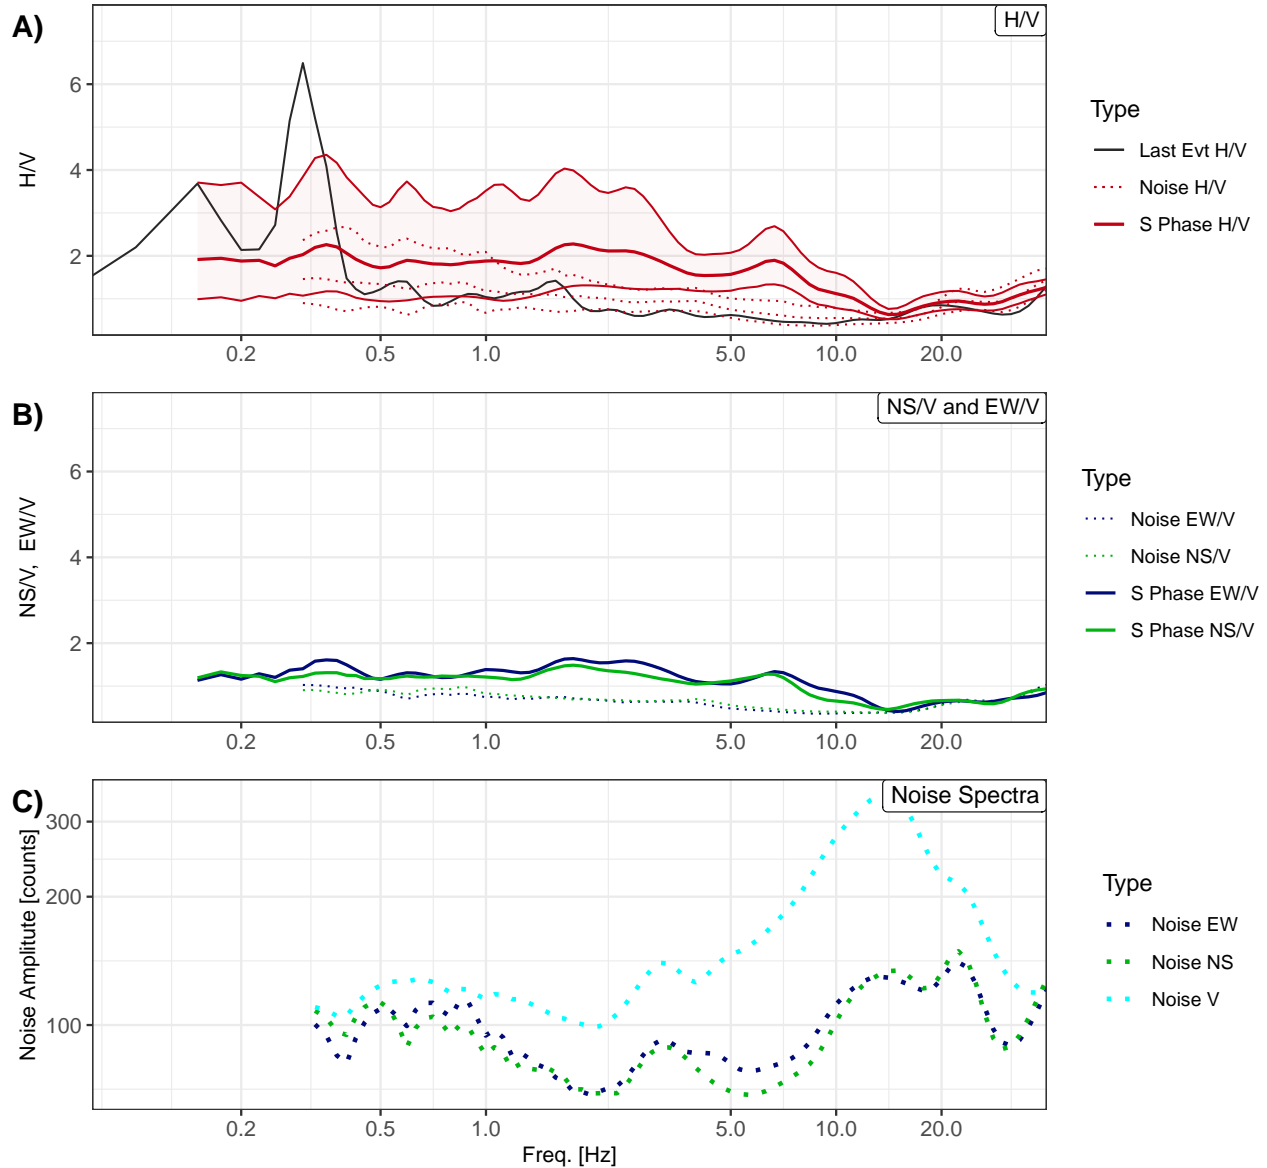 A)
H/V
6
4
2
H/V
0.2 0.5 1.0 5.0 10.0 20.0
Type
Last Evt H/V
Noise H/V
S Phase H/V
B)
NS/V and EW/V
6
4
2
NS/V, EW/V
0.2 0.5 1.0 5.0 10.0 20.0
Type
Noise EW/V
Noise NS/V
S Phase EW/V
S Phase NS/V
C)
Noise Spectra
300
200
100
Noise Amplitute [counts]
0.2 0.5 1.0 5.0 10.0 20.0
Freq. [Hz]
Type
Noise EW
Noise NS
Noise V